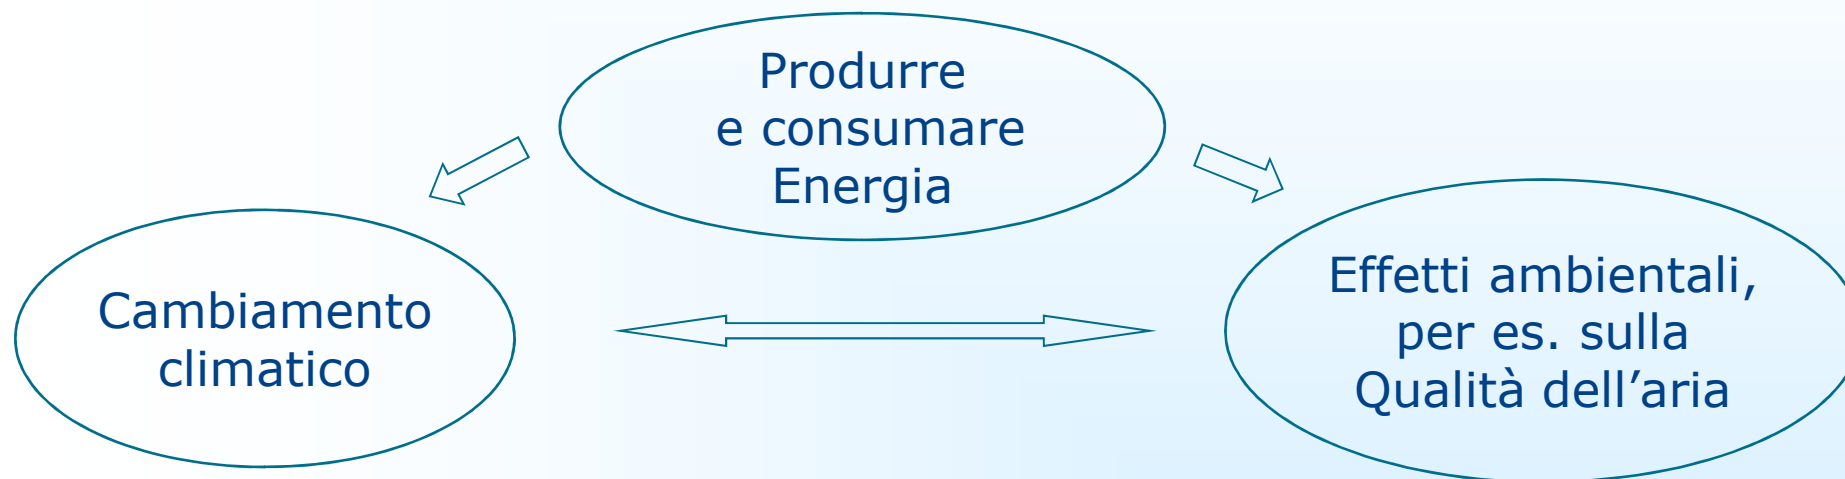 Produrre
e consumare
Energia
Cambiamento
climatico
Effetti ambientali,
per es. sulla
Qualità dell’aria